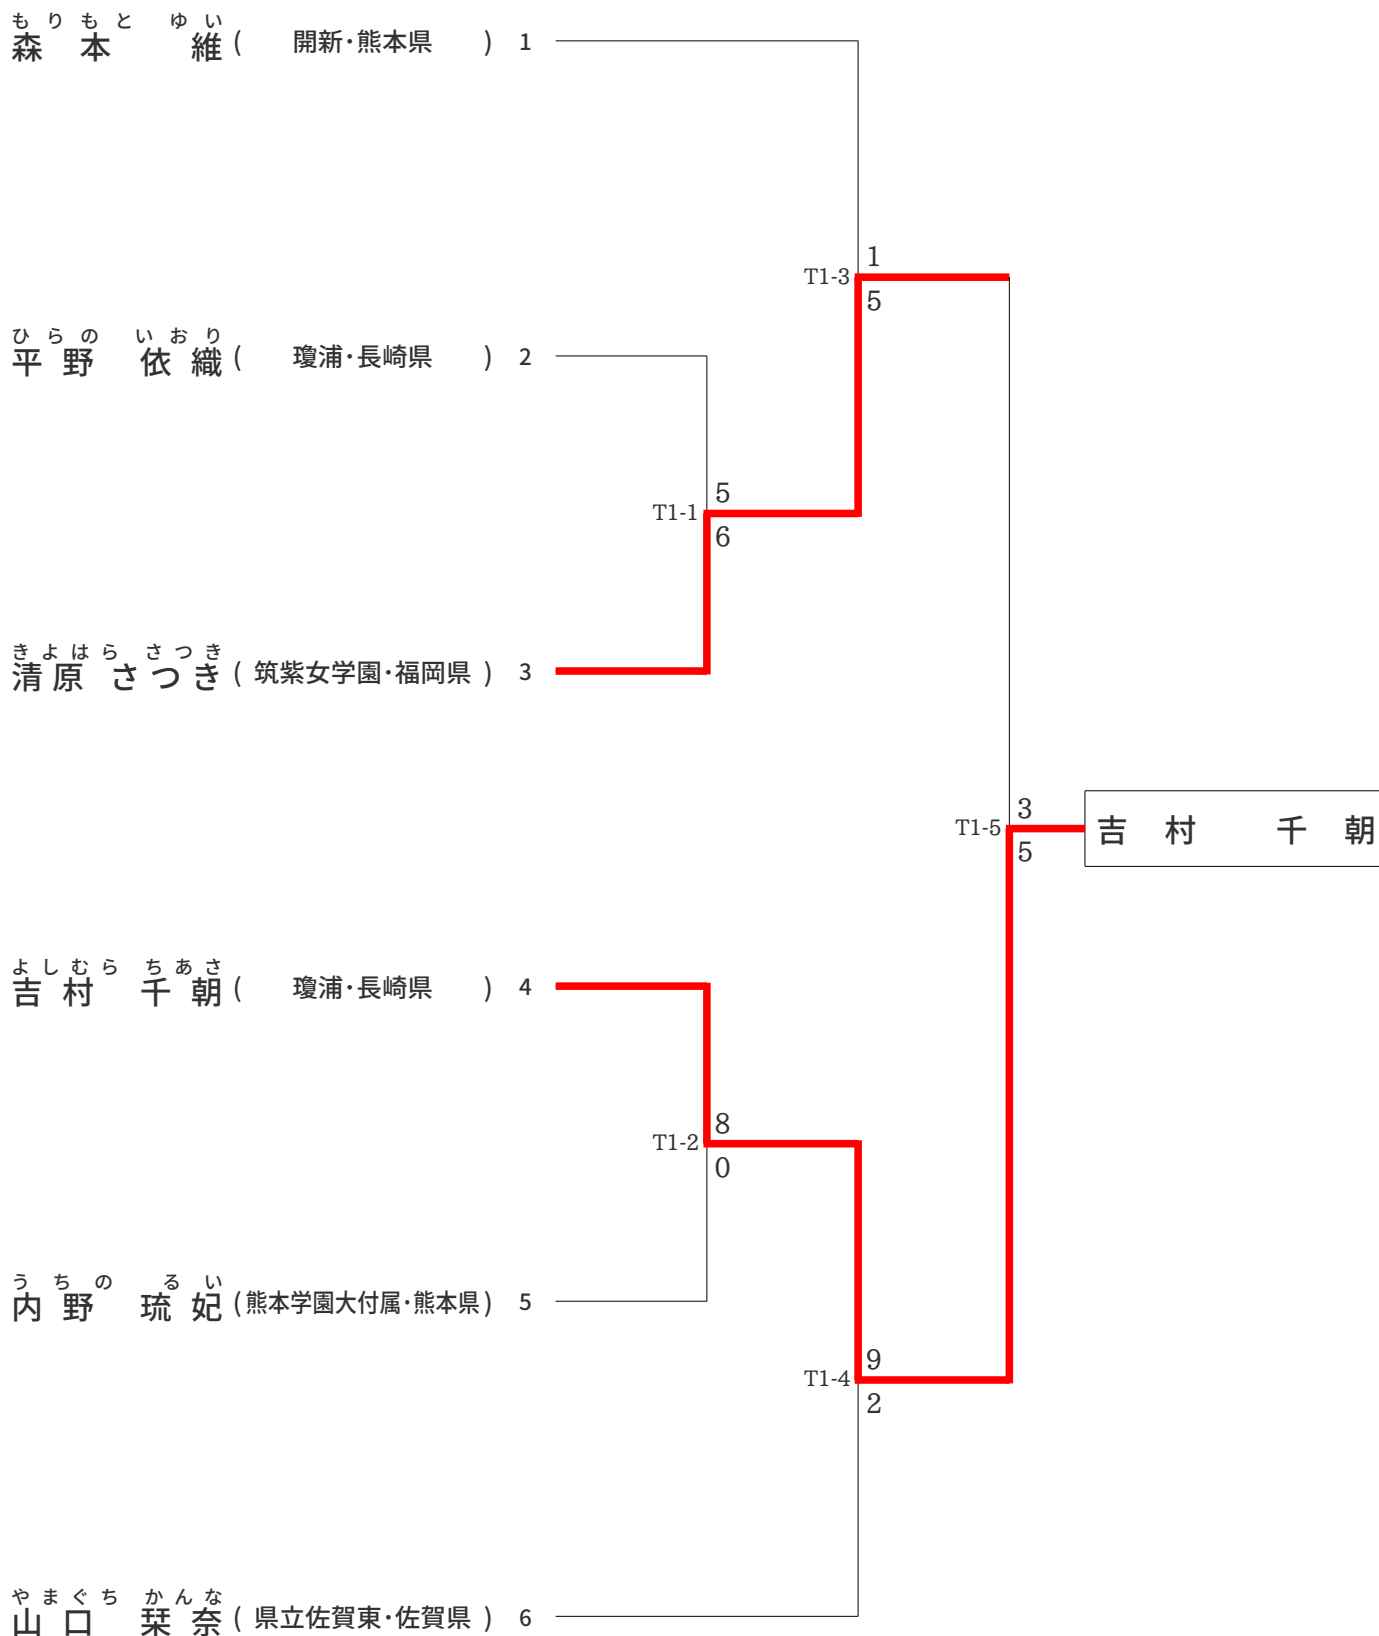 もりもと ゆい
森本 維 ( 開新・熊本県 ) 1
1
T1-3
5
ひらの いおり
平野 依織 ( 瓊浦・長崎県 ) 2
5
T1-1
6
きよはら さつき
清原 さつき ( 筑紫女学園・福岡県 ) 3
3
T1-5
5
吉村 千朝
よしむら ちあさ
吉村 千朝 ( 瓊浦・長崎県 ) 4
8
T1-2
0
うちの るい
内野 琉妃 (熊本学園大付属・熊本県) 5
9
T1-4
2
やまぐち かんな
山口 栞奈 ( 県立佐賀東・佐賀県 ) 6